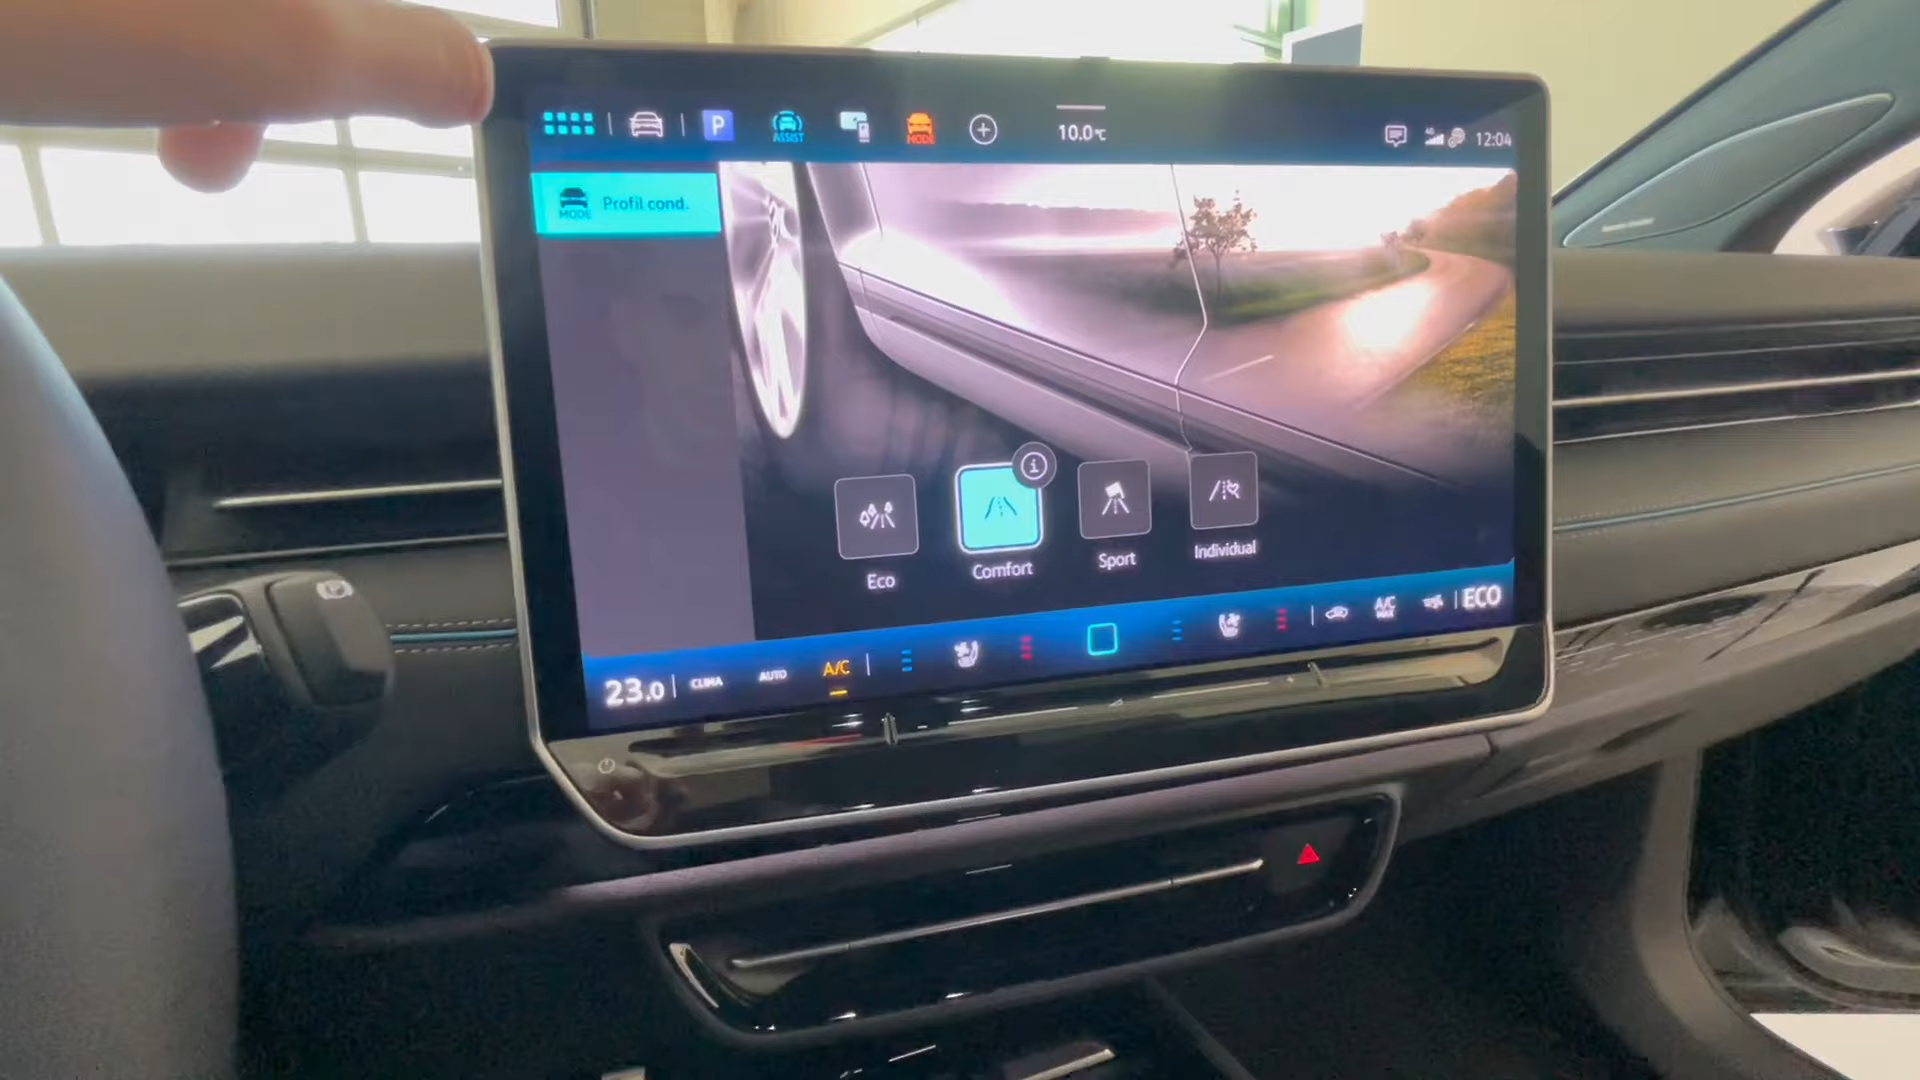 P
ASSIST
MODE
10.0°C
4G
12:04
MODE
Profil cond.
i
Eco
Comfort
Sport
Individual
23.0
CLIMA
AUTO
A/C
A/C
MAX
ECO